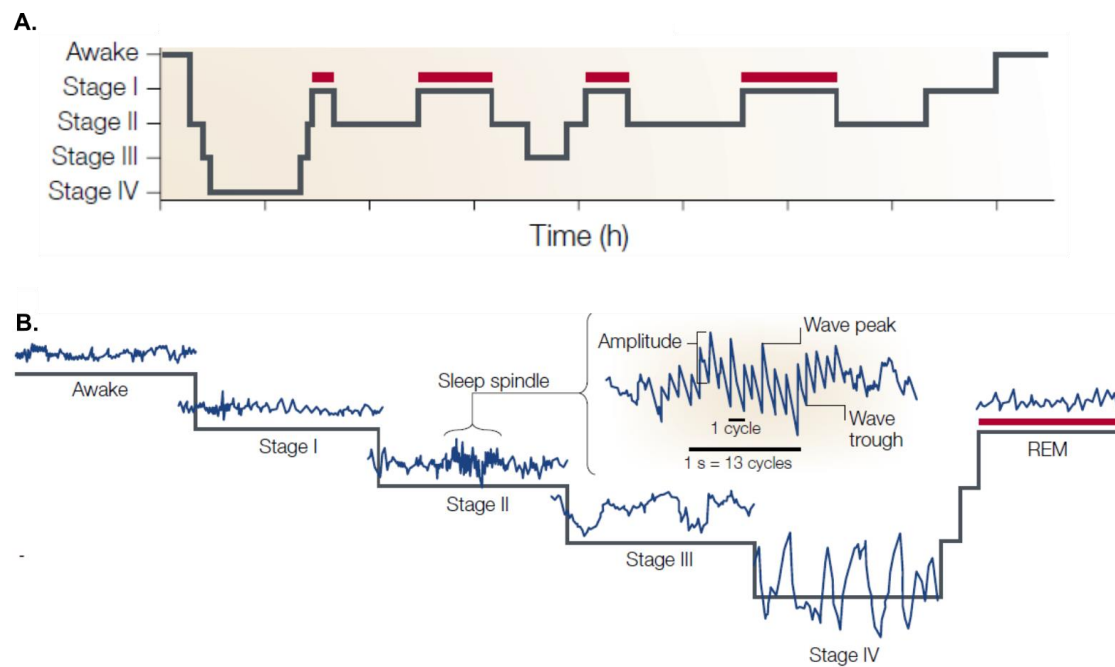 A.
Awake
Stage I
Stage II
Stage III
Stage IV
Time (h)
B.
Awake
Stage I
Sleep spindle
Stage II
Amplitude
Wave peak
1 cycle
Wave
trough
1 s = 13 cycles
Stage III
Stage IV
REM
-